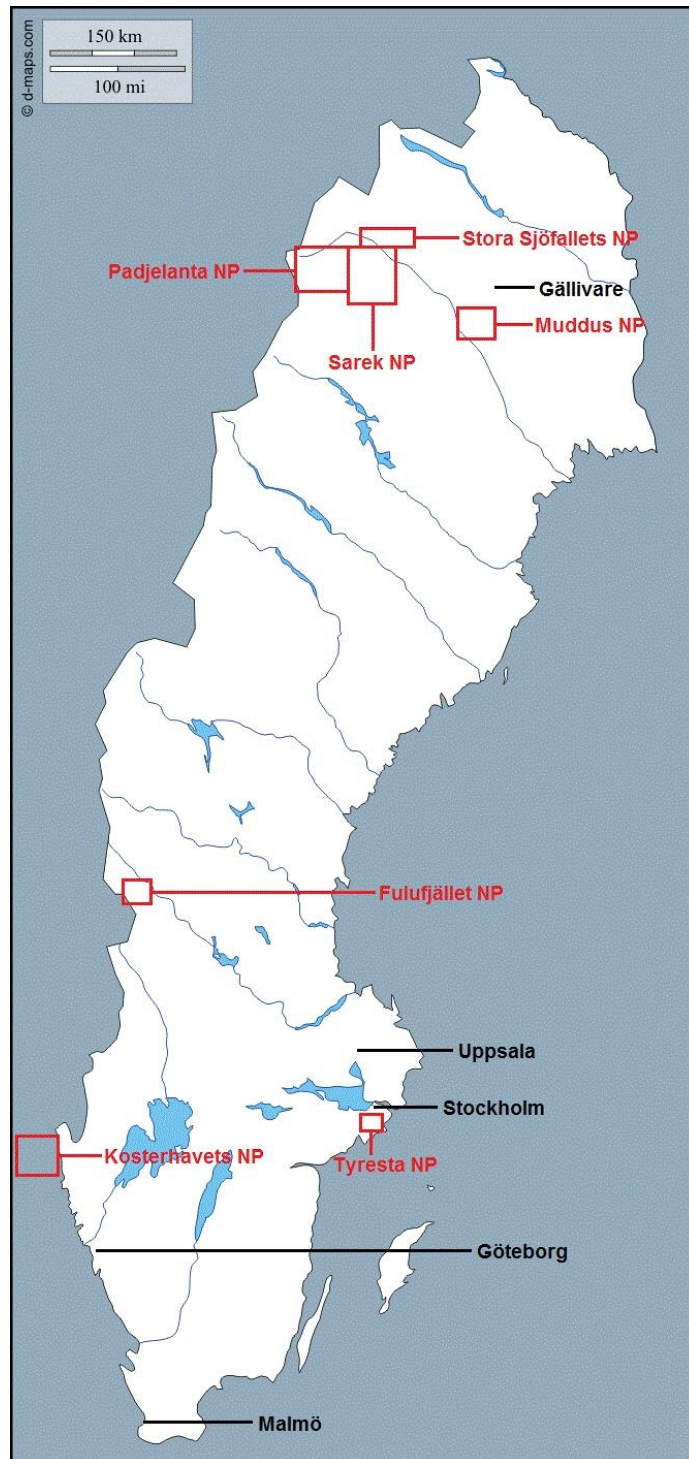 150 km
100 mi
© d-maps.com
Stora Sjöfallets NP
Padjelanta NP
Gällivare
Muddus NP
Sarek NP
Fulufjället NP
Uppsala
Stockholm
Kosterhavets NP
Tyresta NP
Göteborg
Malmö